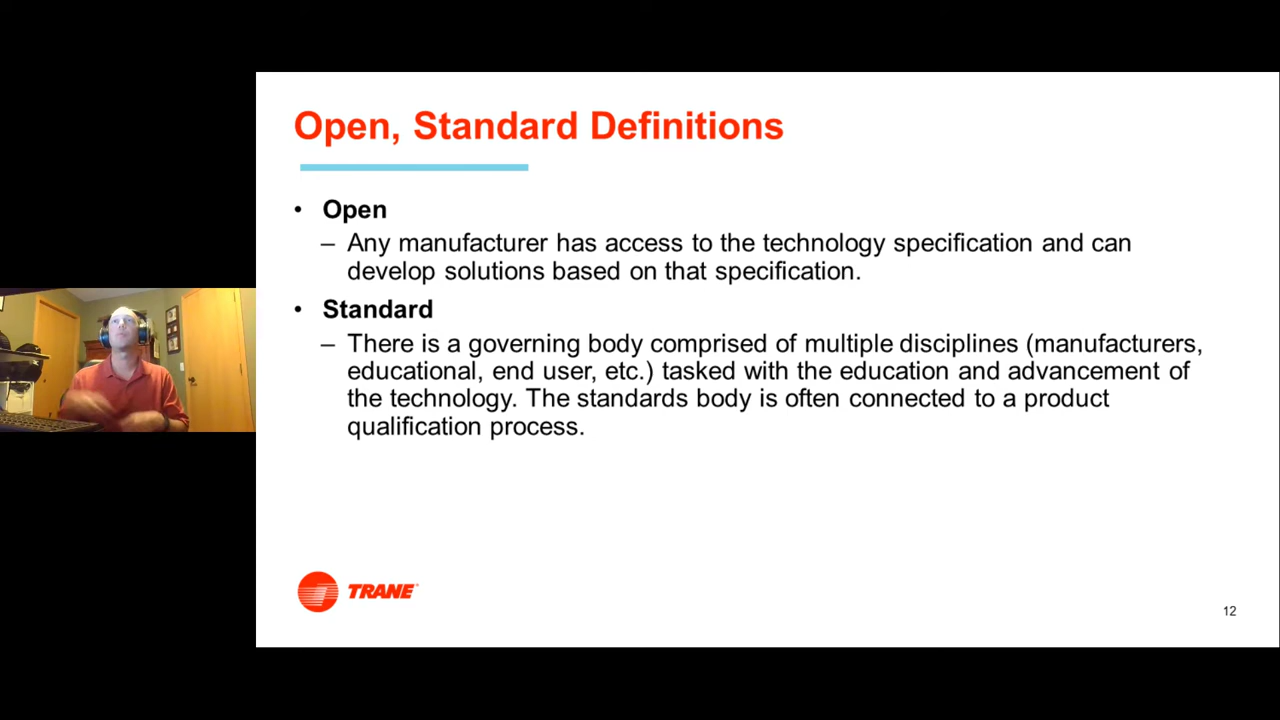 Open, Standard Definitions
• Open
– Any manufacturer has access to the technology specification and can
develop solutions based on that specification.
• Standard
– There is a governing body comprised of multiple disciplines (manufacturers,
educational, end user, etc.) tasked with the education and advancement of
the technology. The standards body is often connected to a product
qualification process.
TRANE
12